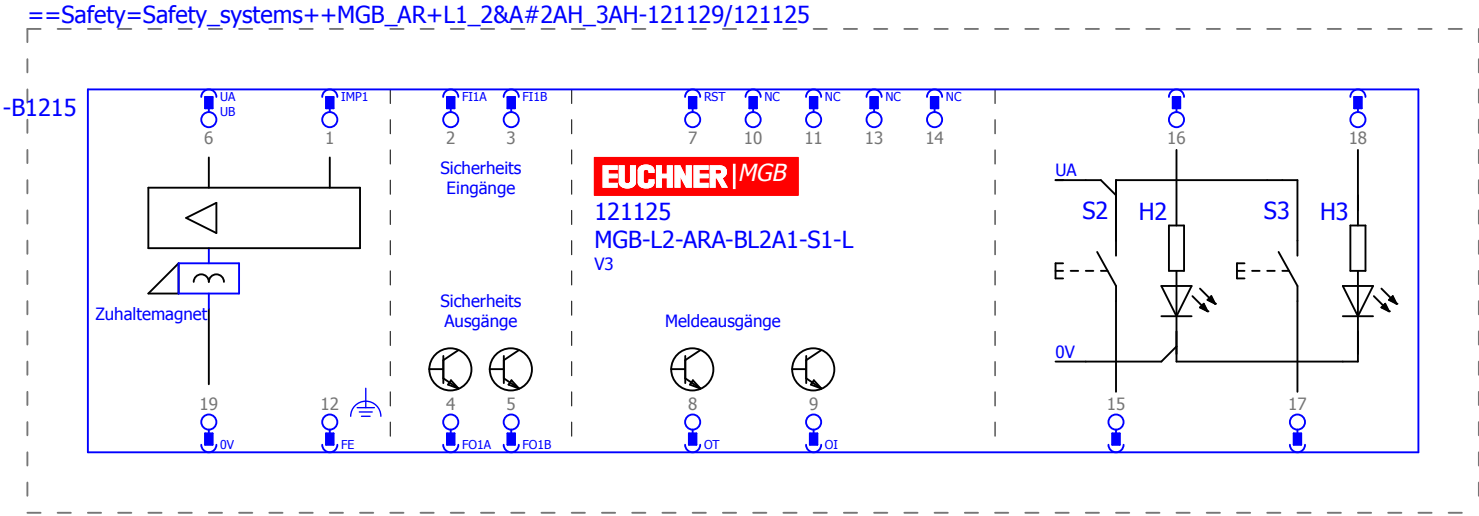 ==Safety=Safety_systems++MGB_AR+L1_2&A#2AH_3AH-121129/121125
-B1215
UA
UB
IMP1
FI1A
FI1B
RST
NC
NC
NC
NC
6
1
2
3
7
10
11
13
14
16
18
Sicherheits
Eingänge
EUCHNER|MGB
121125
MGB-L2-ARA-BL2A1-S1-L
V3
UA
S2
H2
S3
H3
E
E
Zuhaltemagnet
Sicherheits
Ausgänge
Meldeausgänge
0V
19
12
4
5
8
9
15
17
0V
FE
FO1A
FO1B
OT
OI